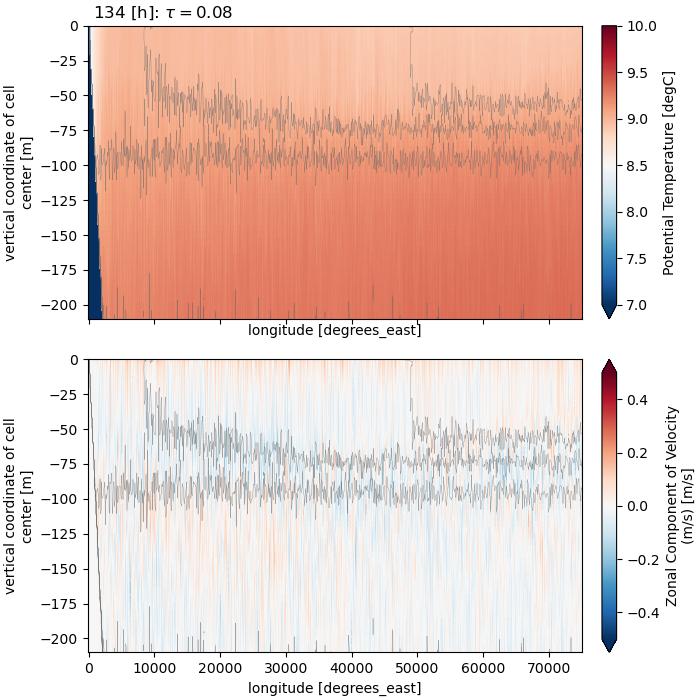 134 [h]: τ = 0.08
0
−25
−50
−75
−100
−125
−150
−175
−200
vertical coordinate of cell
center [m]
longitude [degrees_east]
10.0
9.5
9.0
8.5
8.0
7.5
7.0
Potential Temperature [degC]
0
−25
−50
−75
−100
−125
−150
−175
−200
vertical coordinate of cell
center [m]
0 10000 20000 30000 40000 50000 60000 70000
longitude [degrees_east]
0.4
0.2
0.0
−0.2
−0.4
Zonal Component of Velocity
(m/s) [m/s]